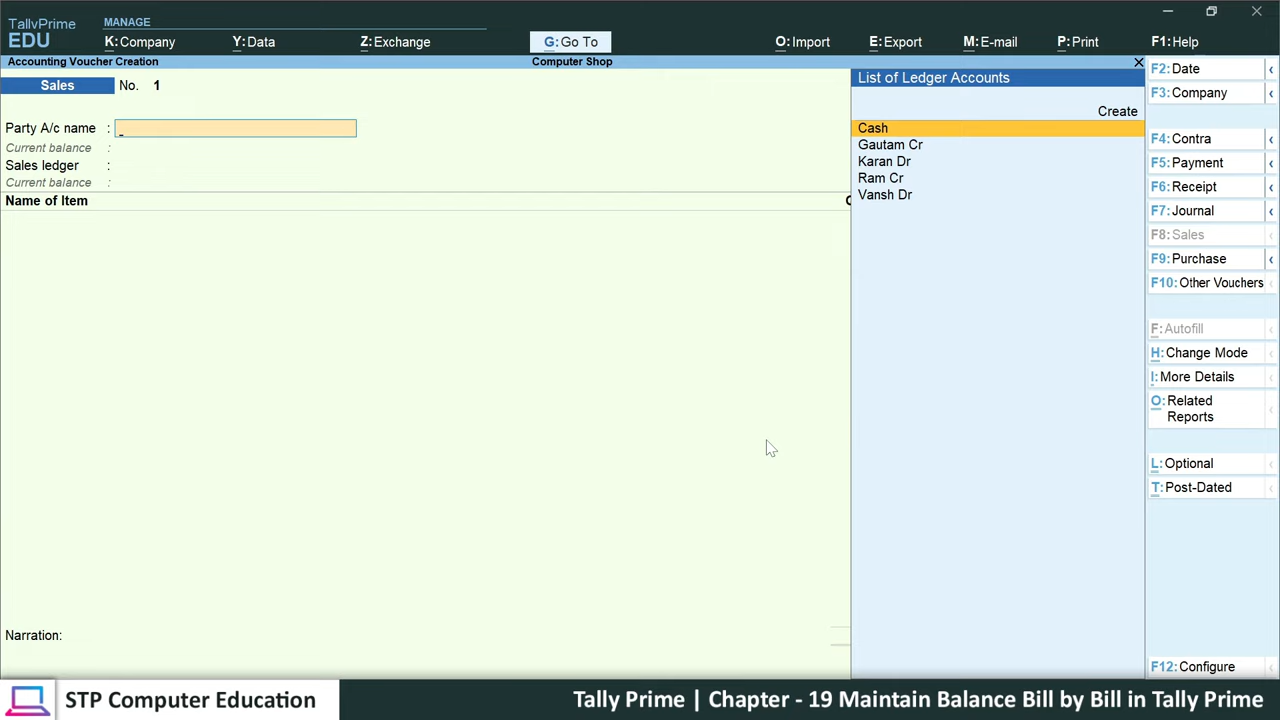 TallyPrime
EDU
MANAGE
K:Company
Y:Data
Z:Exchange
G:Go To
O:Import
E:Export
M:E-mail
P:Print
F1:Help
Accounting Voucher Creation
Computer Shop
Sales No. 1
Party A/c name :
Current balance :
Sales ledger :
Current balance :
Name of Item
Narration:
List of Ledger Accounts
Create
Cash
Gautam Cr
Karan Dr
Ram Cr
Vansh Dr
F2:Date
F3:Company
F4:Contra
F5:Payment
F6:Receipt
F7:Journal
F8:Sales
F9:Purchase
F10:Other Vouchers
F:Autofill
H:Change Mode
I:More Details
O:Related
Reports
L:Optional
T:Post-Dated
F12:Configure
STP Computer Education
Tally Prime | Chapter - 19 Maintain Balance Bill by Bill in Tally Prime